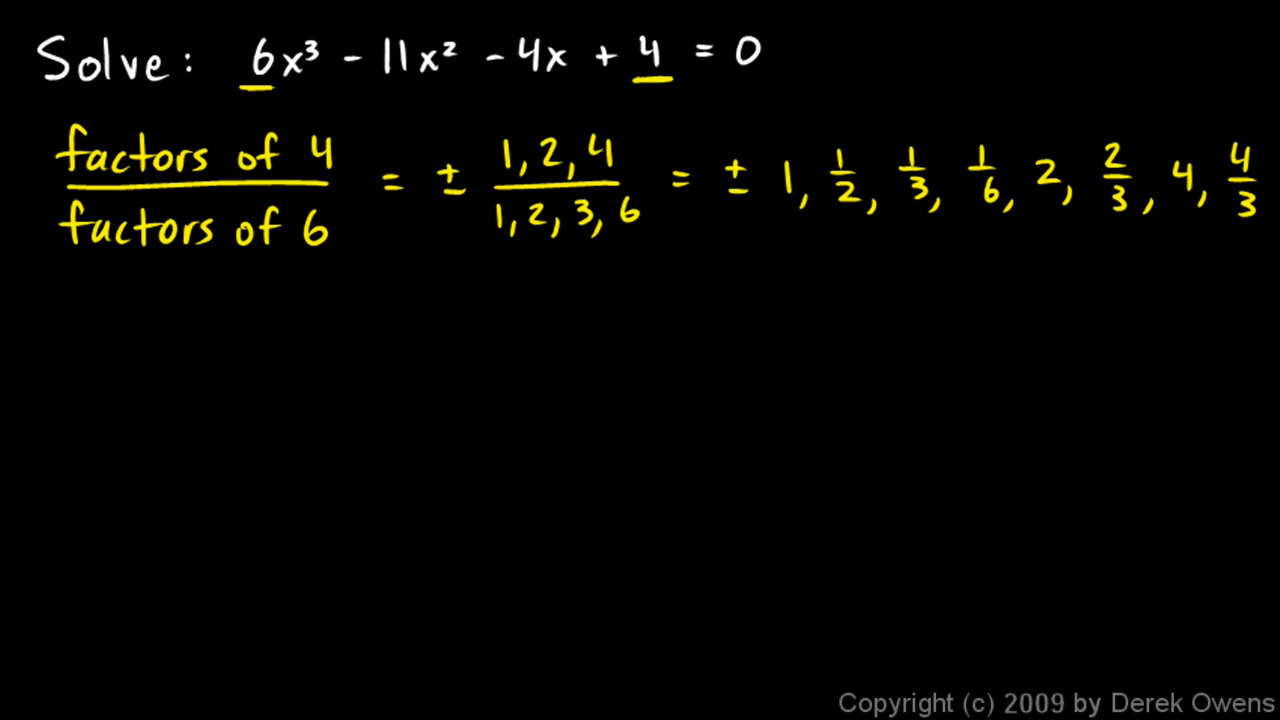 Solve: 6x³ - 11x² - 4x + 4 = 0
factors of 4 / factors of 6 = ± 1, 2, 4 / 1, 2, 3, 6 = ± 1, 1/2, 1/3, 1/6, 2, 2/3, 4, 4/3
Copyright (c) 2009 by Derek Owens